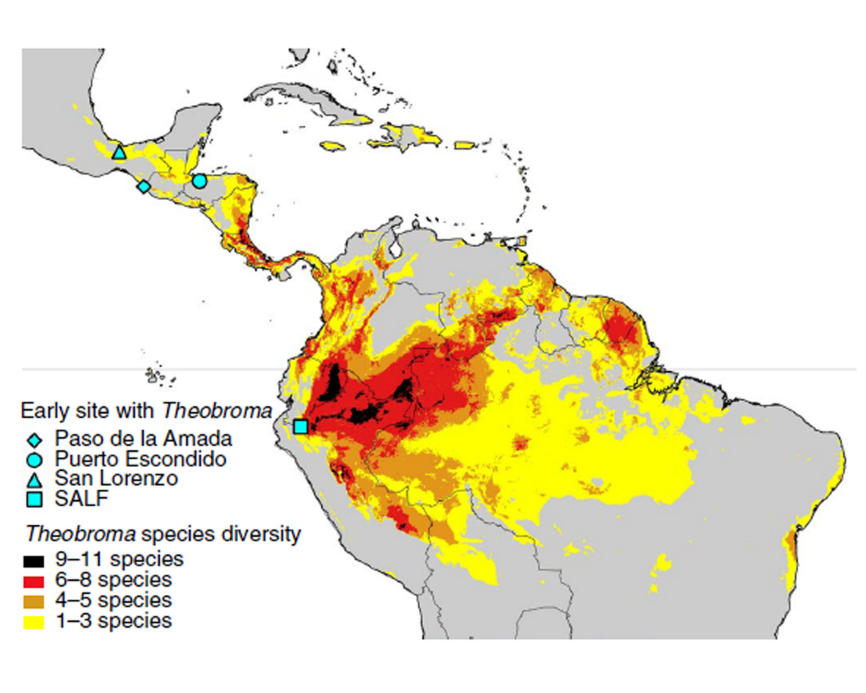 Early site with Theobroma
Paso de la Amada
Puerto Escondido
San Lorenzo
SALF
Theobroma species diversity
9–11 species
6–8 species
4–5 species
1–3 species